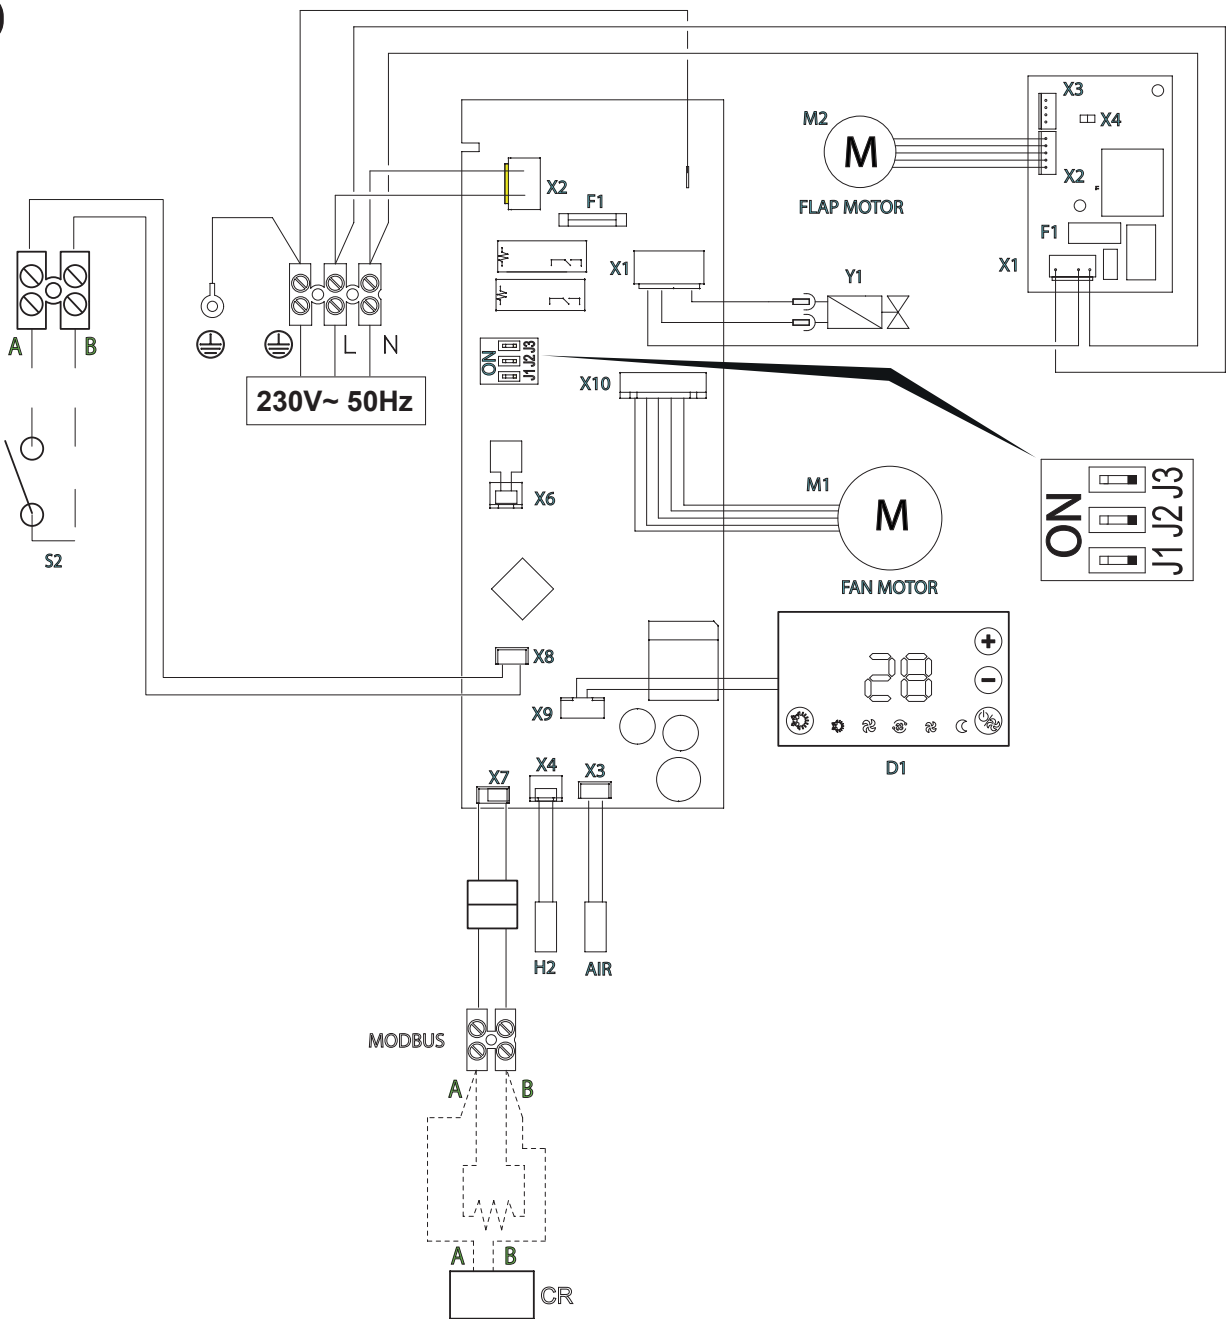 )
X3
X4
M2
M
X2
FLAP MOTOR
X2
F1
F1
X1
X1
Y1
A B
L N
230V~ 50Hz
ON
J1 J2 J3
X10
X6
M1
M
FAN MOTOR
ON
J1 J2 J3
S2
X8
X9
28
+
−
D1
X7
X4
X3
H2
AIR
MODBUS
A B
A B
CR